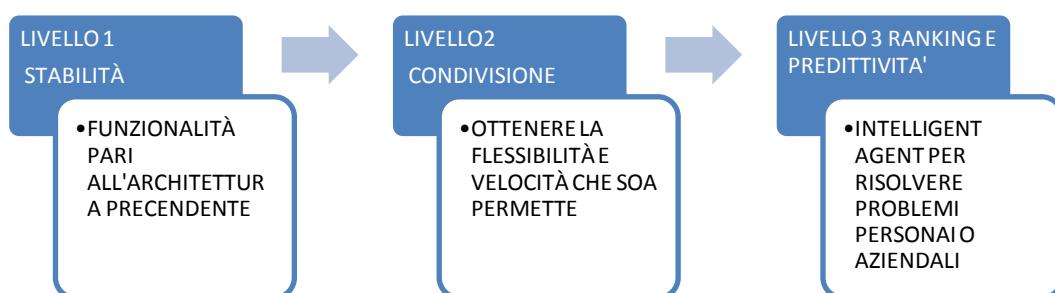 LIVELLO 1
STABILITÀ
•FUNZIONALITÀ
PARI
ALL'ARCHITETTUR
A PRECENDENTE
LIVELLO2
CONDIVISIONE
•OTTENERE LA
FLESSIBILITÀ E
VELOCITÀ CHE SOA
PERMETTE
LIVELLO 3 RANKING E
PREDITTIVITA'
•INTELLIGENT
AGENT PER
RISOLVERE
PROBLEMI
PERSONAI O
AZIENDALI